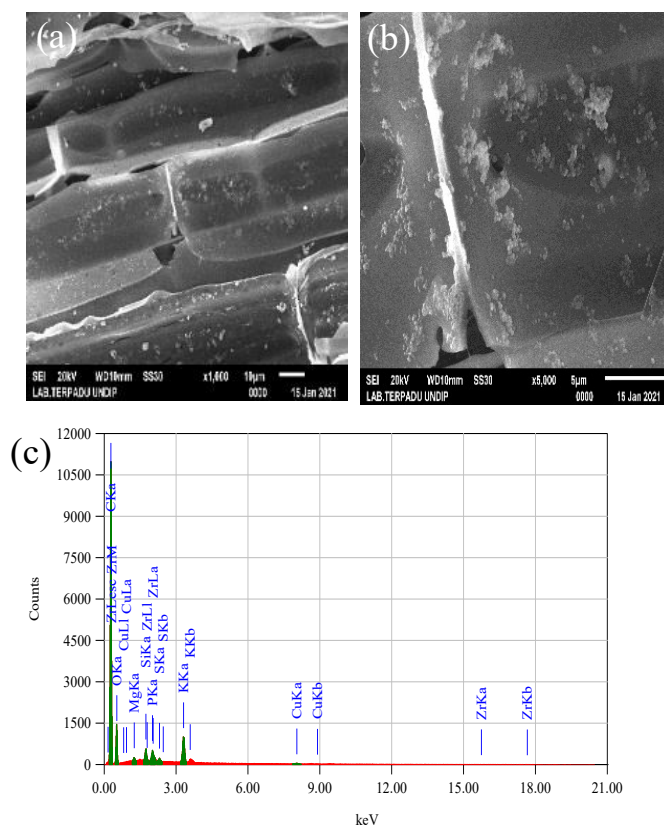 (a)
SEI 20kV WD10mm SS30 x1,000 10µm
LAB.TERPADU UNDIP 0000 15 Jan 2021
(b)
SEI 20kV WD10mm SS30 x5,000 5µm
LAB.TERPADU UNDIP 0000 15 Jan 2021
(c)
12000
10500
9000
7500
6000
4500
3000
1500
0
Counts
ZrLesc ZrM
CKa
OKa
CuLl CuLa
MgKa
SiKa ZrLl
PKa ZrLa
SKa SKb
KKa
KKb
CuKa
CuKb
ZrKa
ZrKb
0.00 3.00 6.00 9.00 12.00 15.00 18.00 21.00
keV